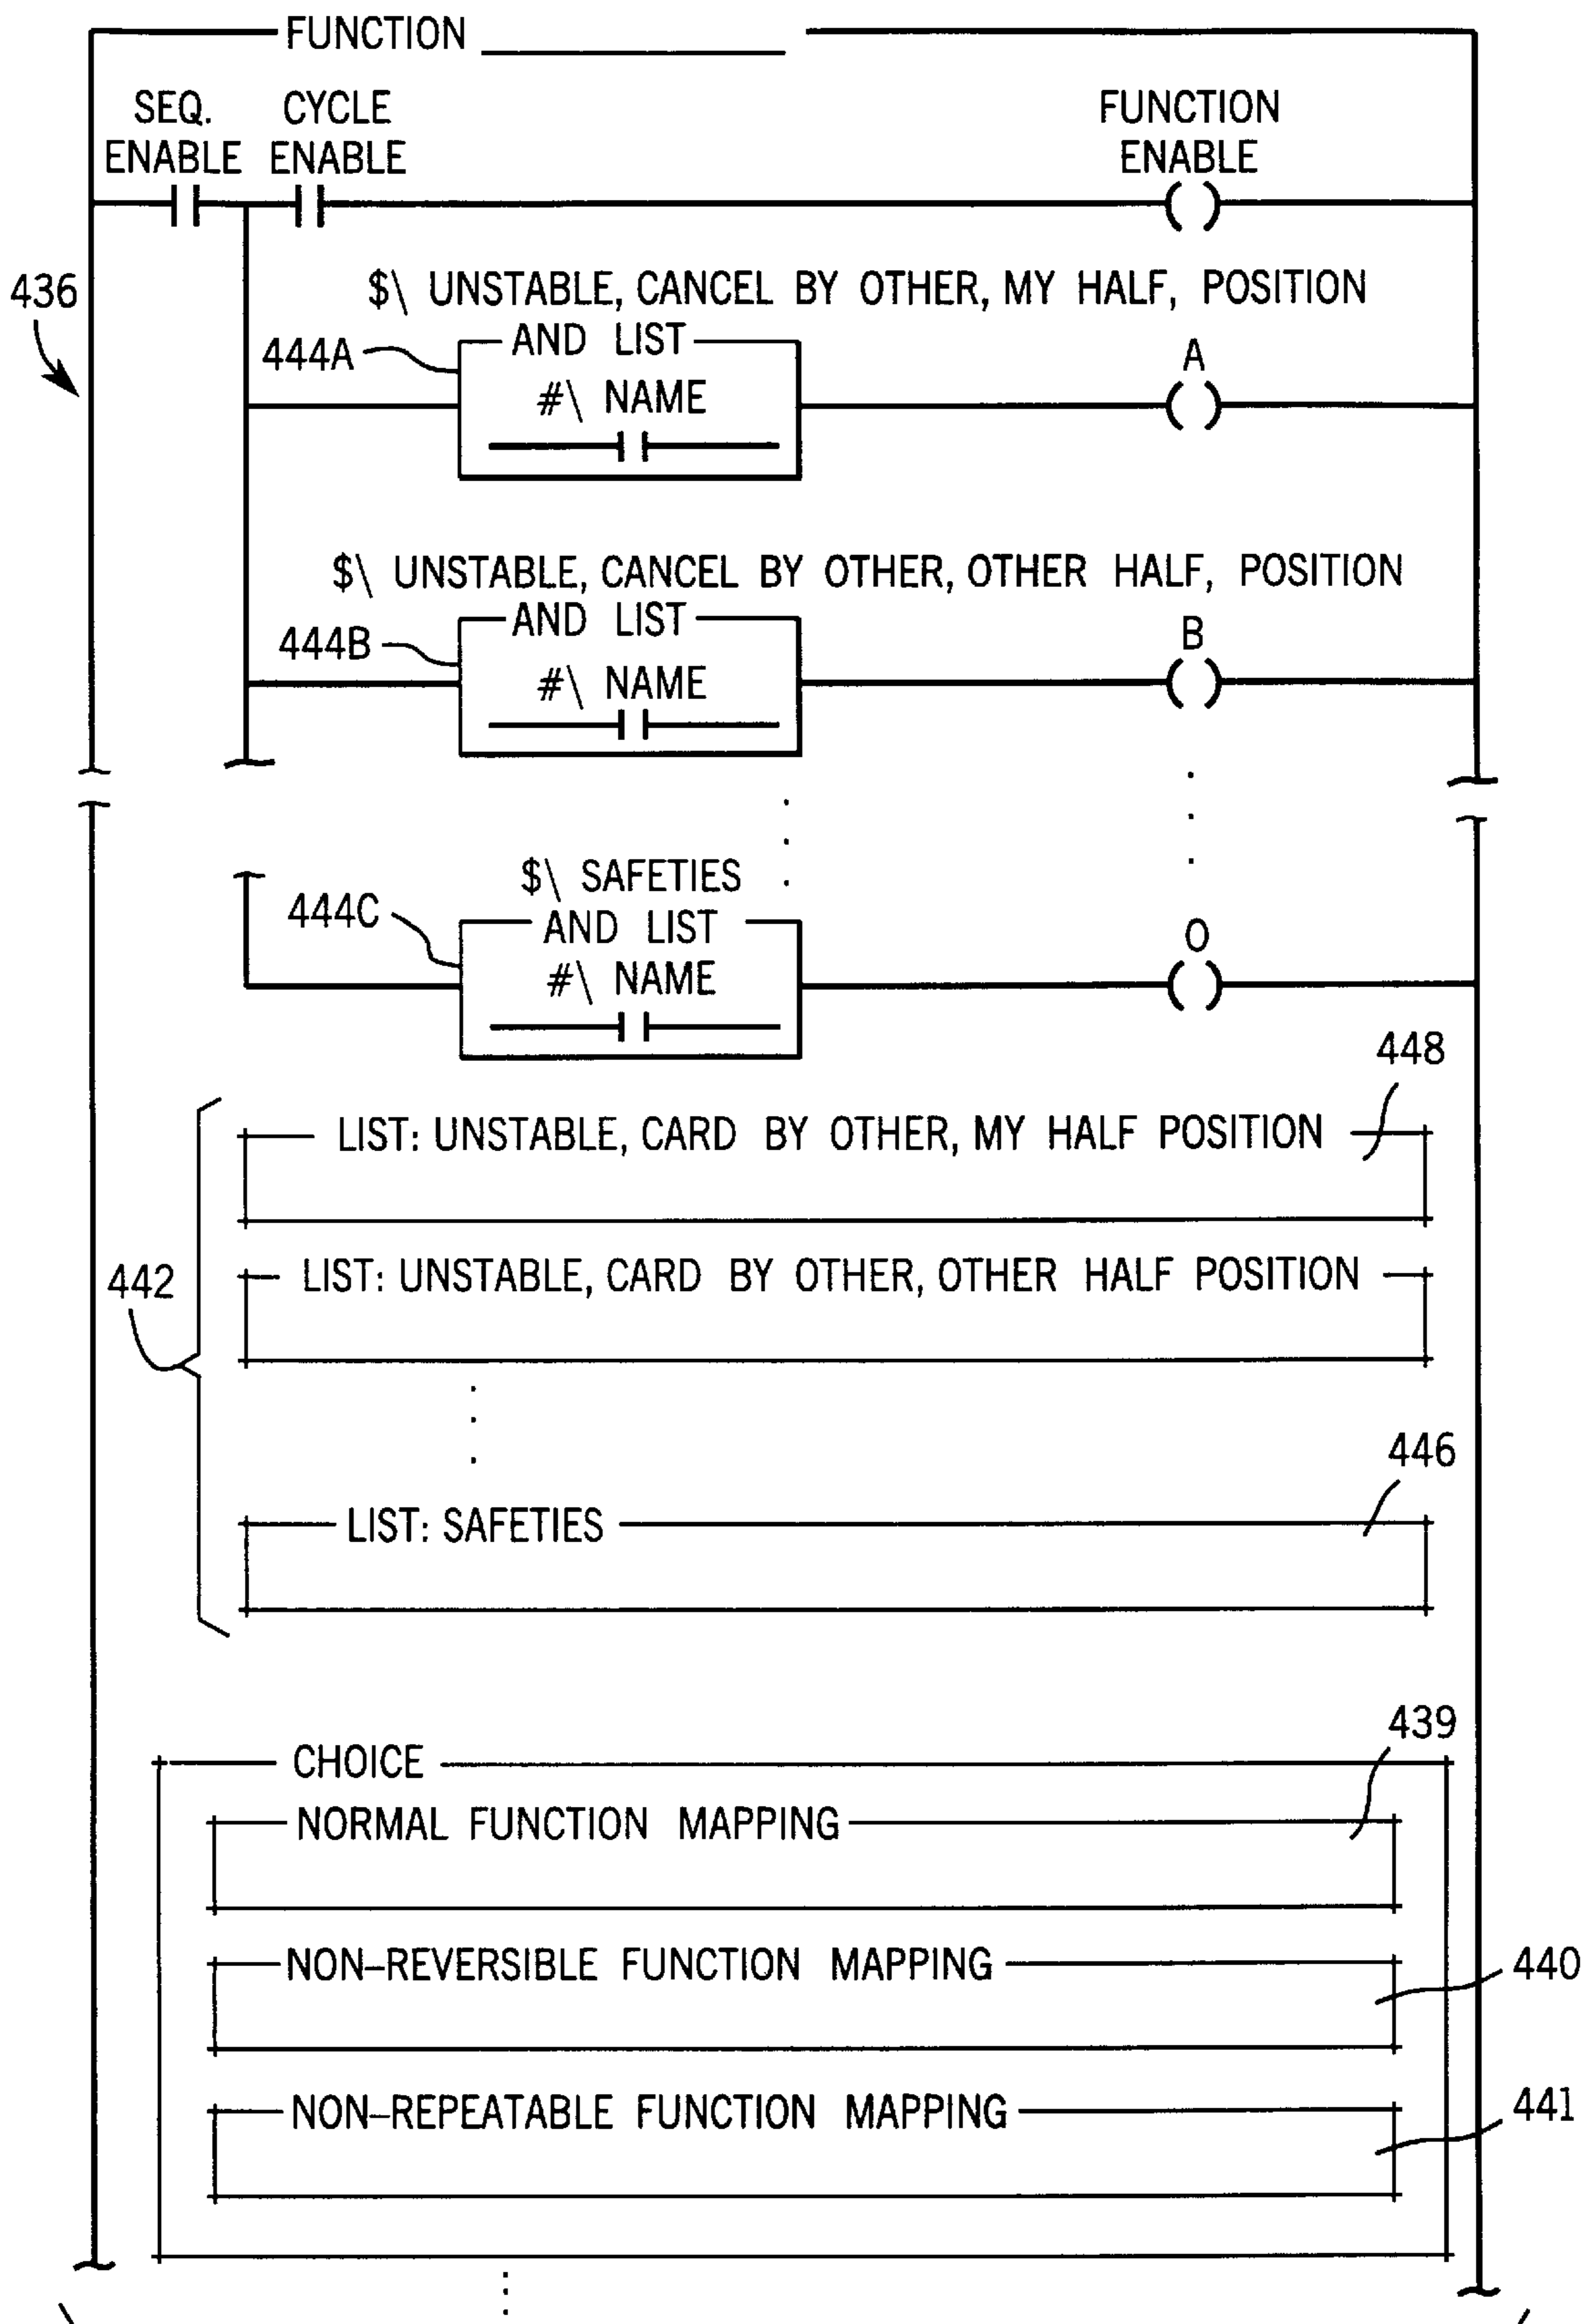 FUNCTION
SEQ. ENABLE
CYCLE ENABLE
FUNCTION ENABLE
436
$\ UNSTABLE, CANCEL BY OTHER, MY HALF, POSITION
444A
AND LIST
A
#\ NAME
$\ UNSTABLE, CANCEL BY OTHER, OTHER HALF, POSITION
AND LIST
444B
B
#\ NAME
$\ SAFETIES
444C
AND LIST
O
#\ NAME
448
LIST: UNSTABLE, CARD BY OTHER, MY HALF POSITION
442
LIST: UNSTABLE, CARD BY OTHER, OTHER HALF POSITION
446
LIST: SAFETIES
439
CHOICE
NORMAL FUNCTION MAPPING
NON-REVERSIBLE FUNCTION MAPPING
440
NON-REPEATABLE FUNCTION MAPPING
441